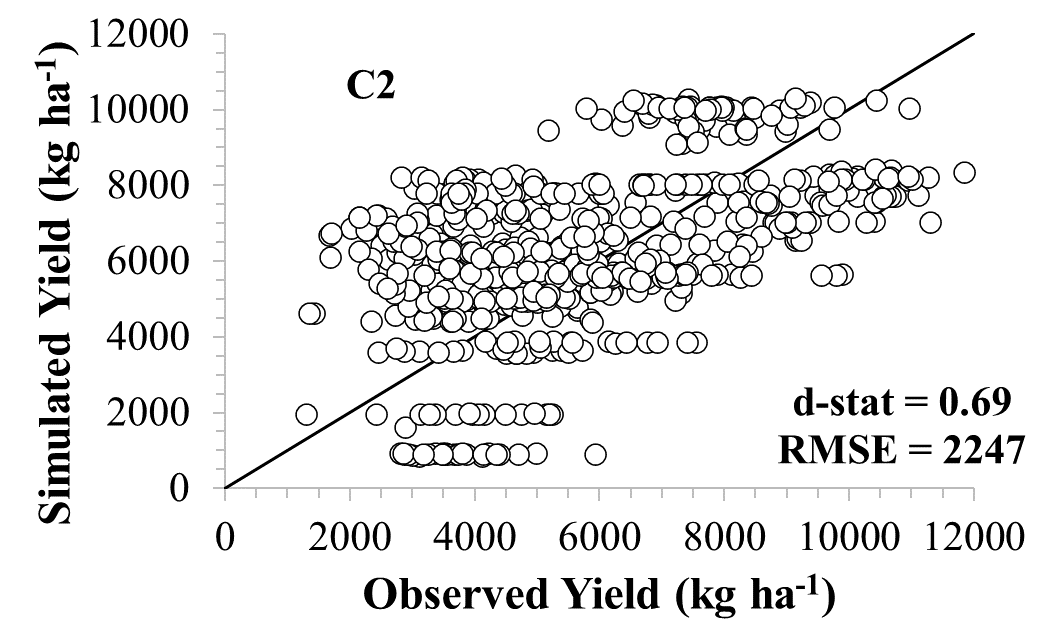 12000
10000
8000
6000
4000
2000
0
Simulated Yield (kg ha⁻¹)
C2
d-stat = 0.69
RMSE = 2247
0 2000 4000 6000 8000 10000 12000
Observed Yield (kg ha⁻¹)